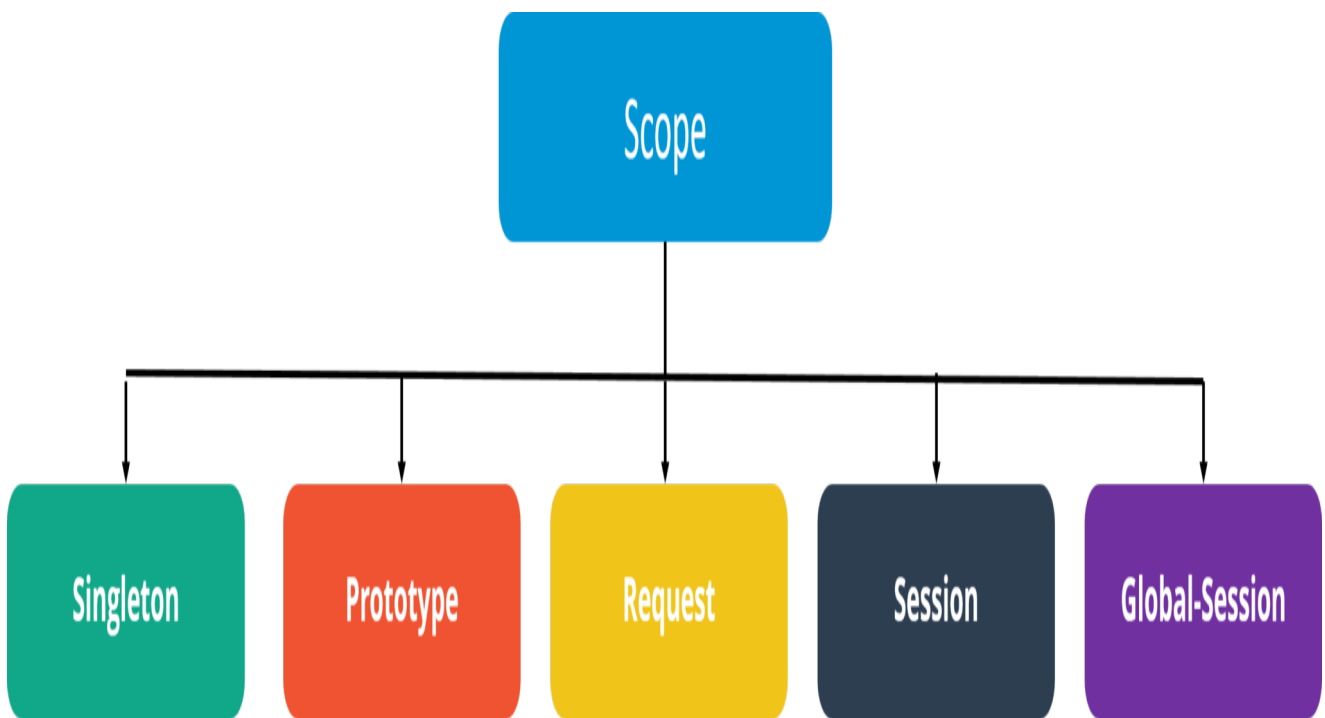 Scope
Singleton
Prototype
Request
Session
Global-Session